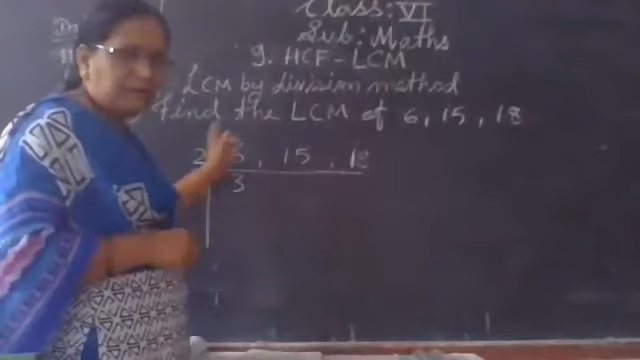 Class: VI
Sub: Maths
9. HCF-LCM
LCM by division method
Find the LCM of 6, 15, 18
2 6, 15, 18
3